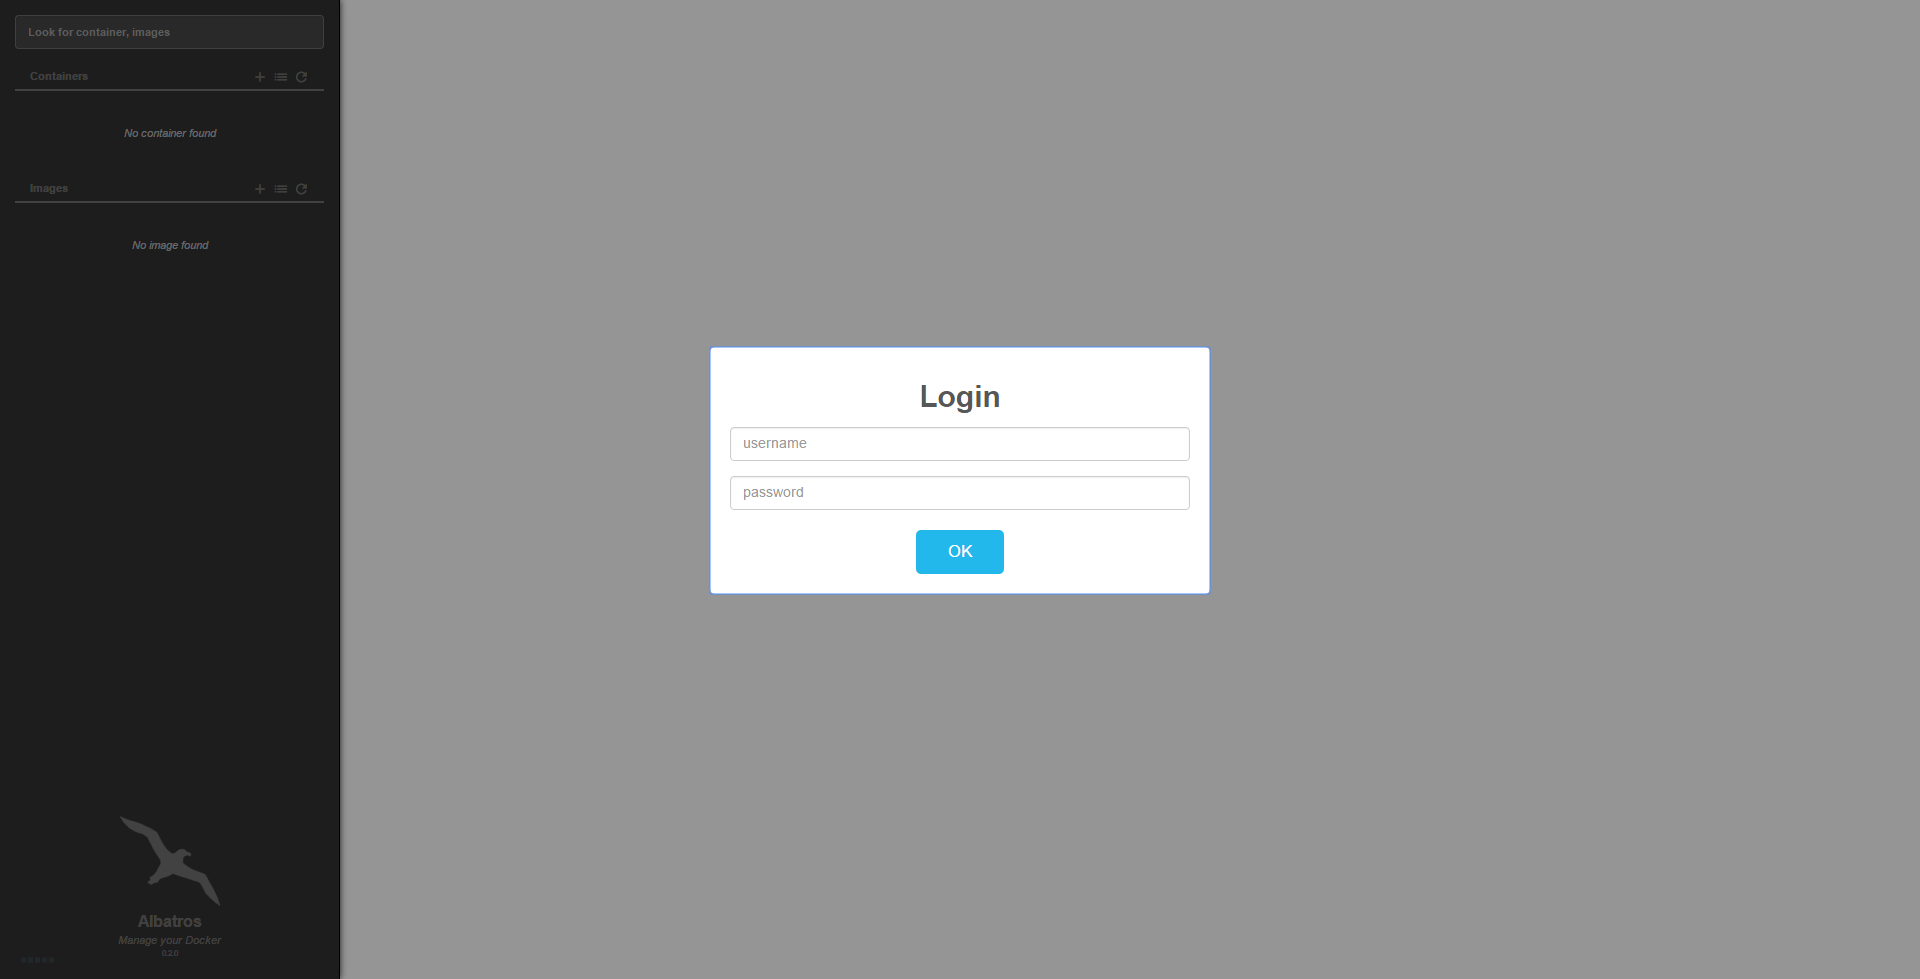 Look for container, images
Containers
No container found
Images
No image found
Login
username
password
OK
Albatros
Manage your Docker
0.2.0